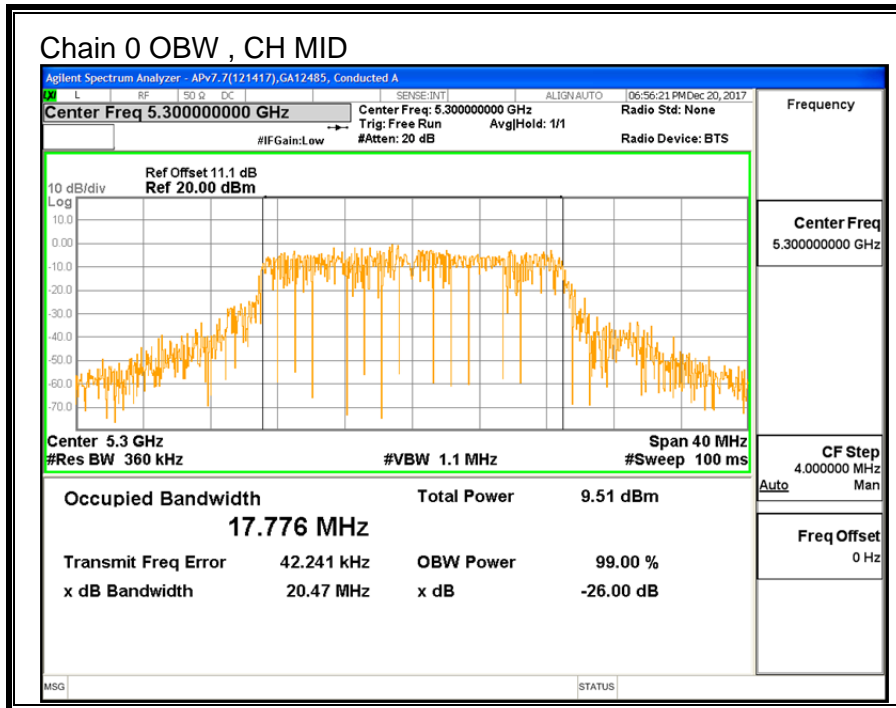 Chain 0 OBW , CH MID
Agilent Spectrum Analyzer - APv7.7(121417),GA12485, Conducted A
LXI L RF 50 Ω DC SENSE:INT ALIGN AUTO 06:56:21 PM Dec 20, 2017
Center Freq 5.300000000 GHz
Center Freq: 5.300000000 GHz
Radio Std: None
Trig: Free Run Avg|Hold: 1/1
#IFGain:Low
#Atten: 20 dB
Radio Device: BTS
Ref Offset 11.1 dB
10 dB/div Ref 20.00 dBm
Log
10.0
0.00
-10.0
-20.0
-30.0
-40.0
-50.0
-60.0
-70.0
Center 5.3 GHz Span 40 MHz
#Res BW 360 kHz #VBW 1.1 MHz #Sweep 100 ms
Occupied Bandwidth Total Power 9.51 dBm
17.776 MHz
Transmit Freq Error 42.241 kHz OBW Power 99.00 %
x dB Bandwidth 20.47 MHz x dB -26.00 dB
MSG STATUS
Frequency
Center Freq
5.300000000 GHz
CF Step
4.000000 MHz
Auto Man
Freq Offset
0 Hz